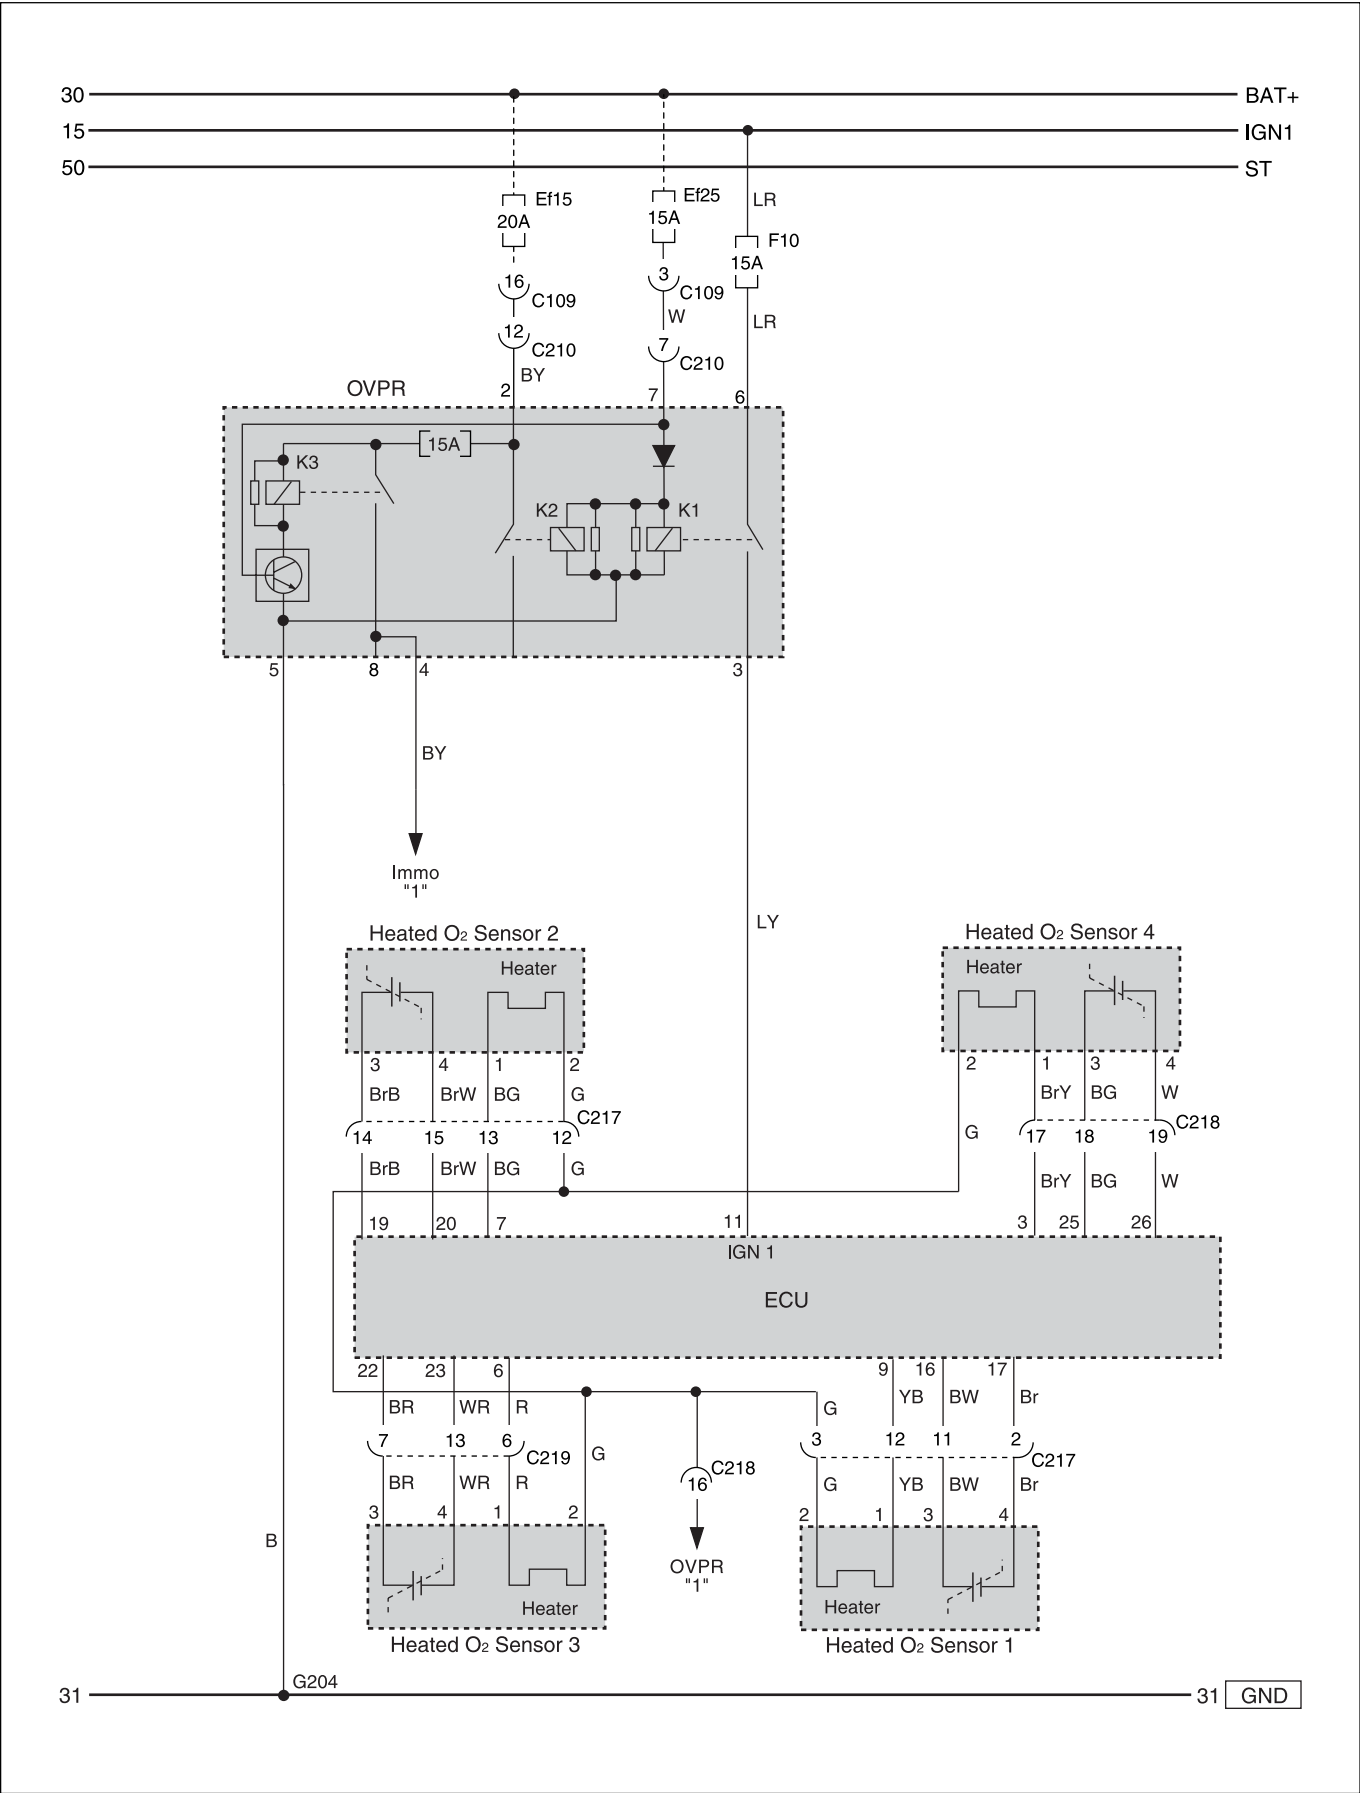 30 BAT+
15 IGN1
50 ST
Ef15 20A
Ef25 15A
LR
F10 15A
16 C109
3 C109
W
LR
12 C210
7 C210
BY
OVPR
2 7 6
15A
K3
K2 K1
5 8 4 3
BY
Immo
"1"
LY
Heated O2 Sensor 2
Heater
3 4 1 2
BrB BrW BG G
C217
14 15 13 12
BrB BrW BG G
Heated O2 Sensor 4
Heater
2 1 3 4
BrY BG W
C218
G
17 18 19
BrY BG W
19 20 7 11 3 25 26
IGN 1
ECU
22 23 6 9 16 17
BR WR R
G YB BW Br
7 13 6 C219
G
3 12 11 2 C217
C218
16
BR WR R
G YB BW Br
3 4 1 2
2 1 3 4
B
OVPR
"1"
Heater
Heated O2 Sensor 3
Heater
Heated O2 Sensor 1
G204
31 31 GND